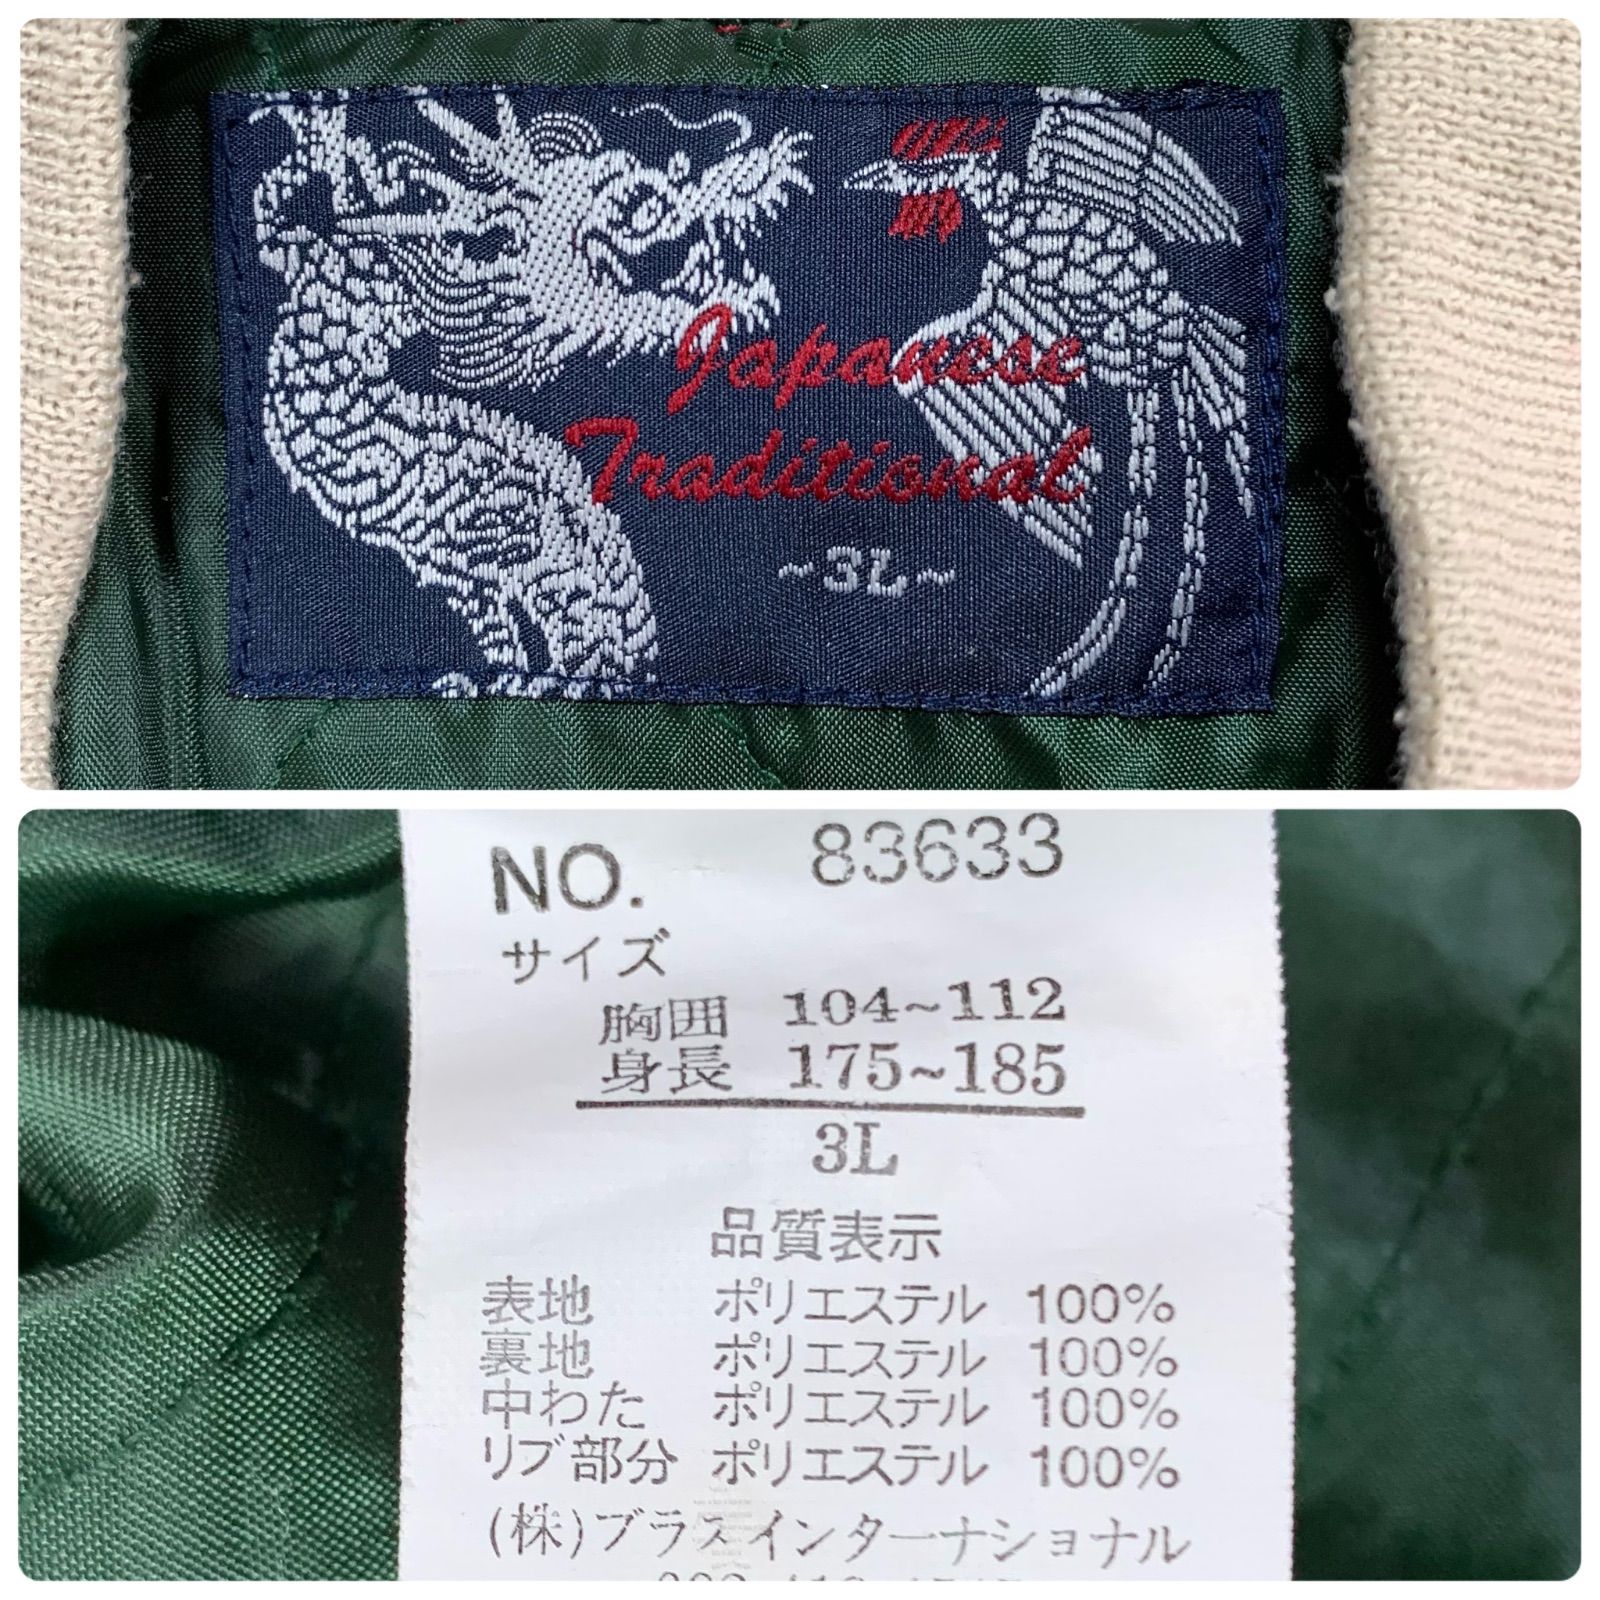 Japanese
Traditional
~3L~
NO. 83633
サイズ
胸囲 104~112
身長 175~185
3L
品質表示
表地 ポリエステル 100%
裏地 ポリエステル 100%
中わた ポリエステル 100%
リブ部分 ポリエステル 100%
(株)ブラスインターナショナル